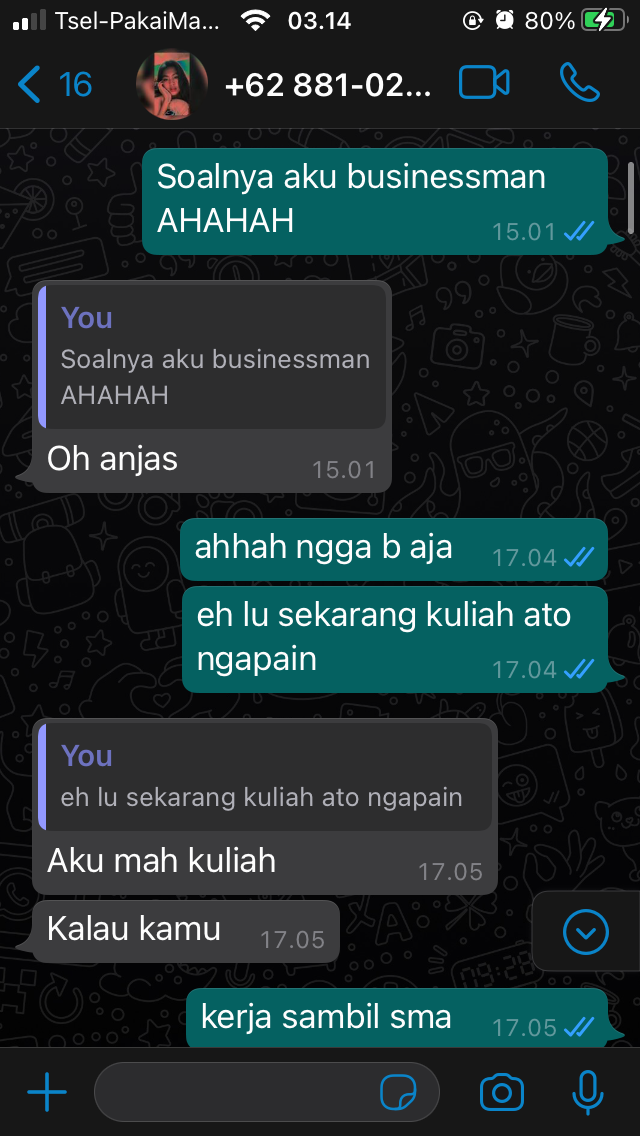 Tsel-PakaiMa... 03.14 80%
16 +62 881-02...
Soalnya aku businessman
AHAHAH 15.01
You
Soalnya aku businessman
AHAHAH
Oh anjas 15.01
ahhah ngga b aja 17.04
eh lu sekarang kuliah ato
ngapain 17.04
You
eh lu sekarang kuliah ato ngapain
Aku mah kuliah 17.05
Kalau kamu 17.05
kerja sambil sma 17.05